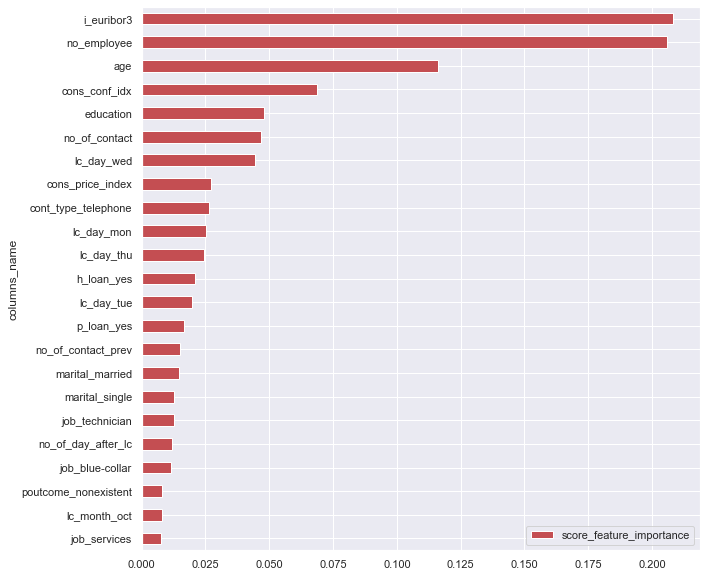 i_euribor3
no_employee
age
cons_conf_idx
education
no_of_contact
lc_day_wed
cons_price_index
cont_type_telephone
lc_day_mon
lc_day_thu
h_loan_yes
lc_day_tue
p_loan_yes
no_of_contact_prev
marital_married
marital_single
job_technician
no_of_day_after_lc
job_blue-collar
poutcome_nonexistent
lc_month_oct
job_services
columns_name
score_feature_importance
0.000 0.025 0.050 0.075 0.100 0.125 0.150 0.175 0.200